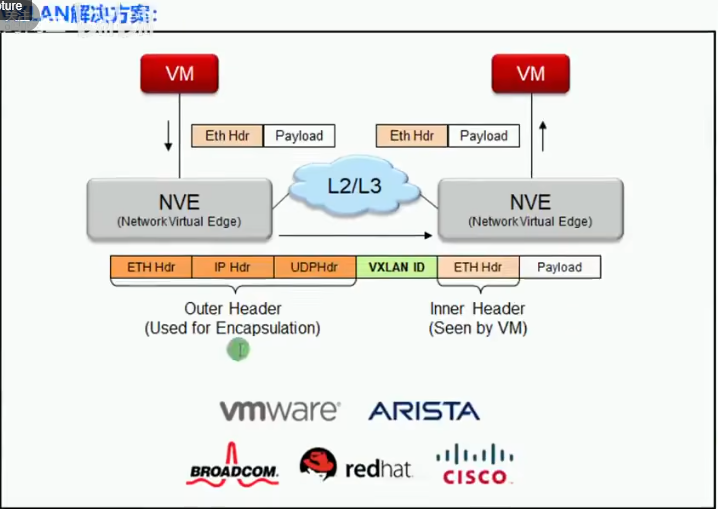 pture
VXLAN解决方案:
VM
VM
Eth Hdr
Payload
Eth Hdr
Payload
L2/L3
NVE
(Network Virtual Edge)
NVE
(Network Virtual Edge)
ETH Hdr
IP Hdr
UDPHdr
VXLAN ID
ETH Hdr
Payload
Outer Header
(Used for Encapsulation)
Inner Header
(Seen by VM)
vmware
ARISTA
BROADCOM.
redhat.
CISCO